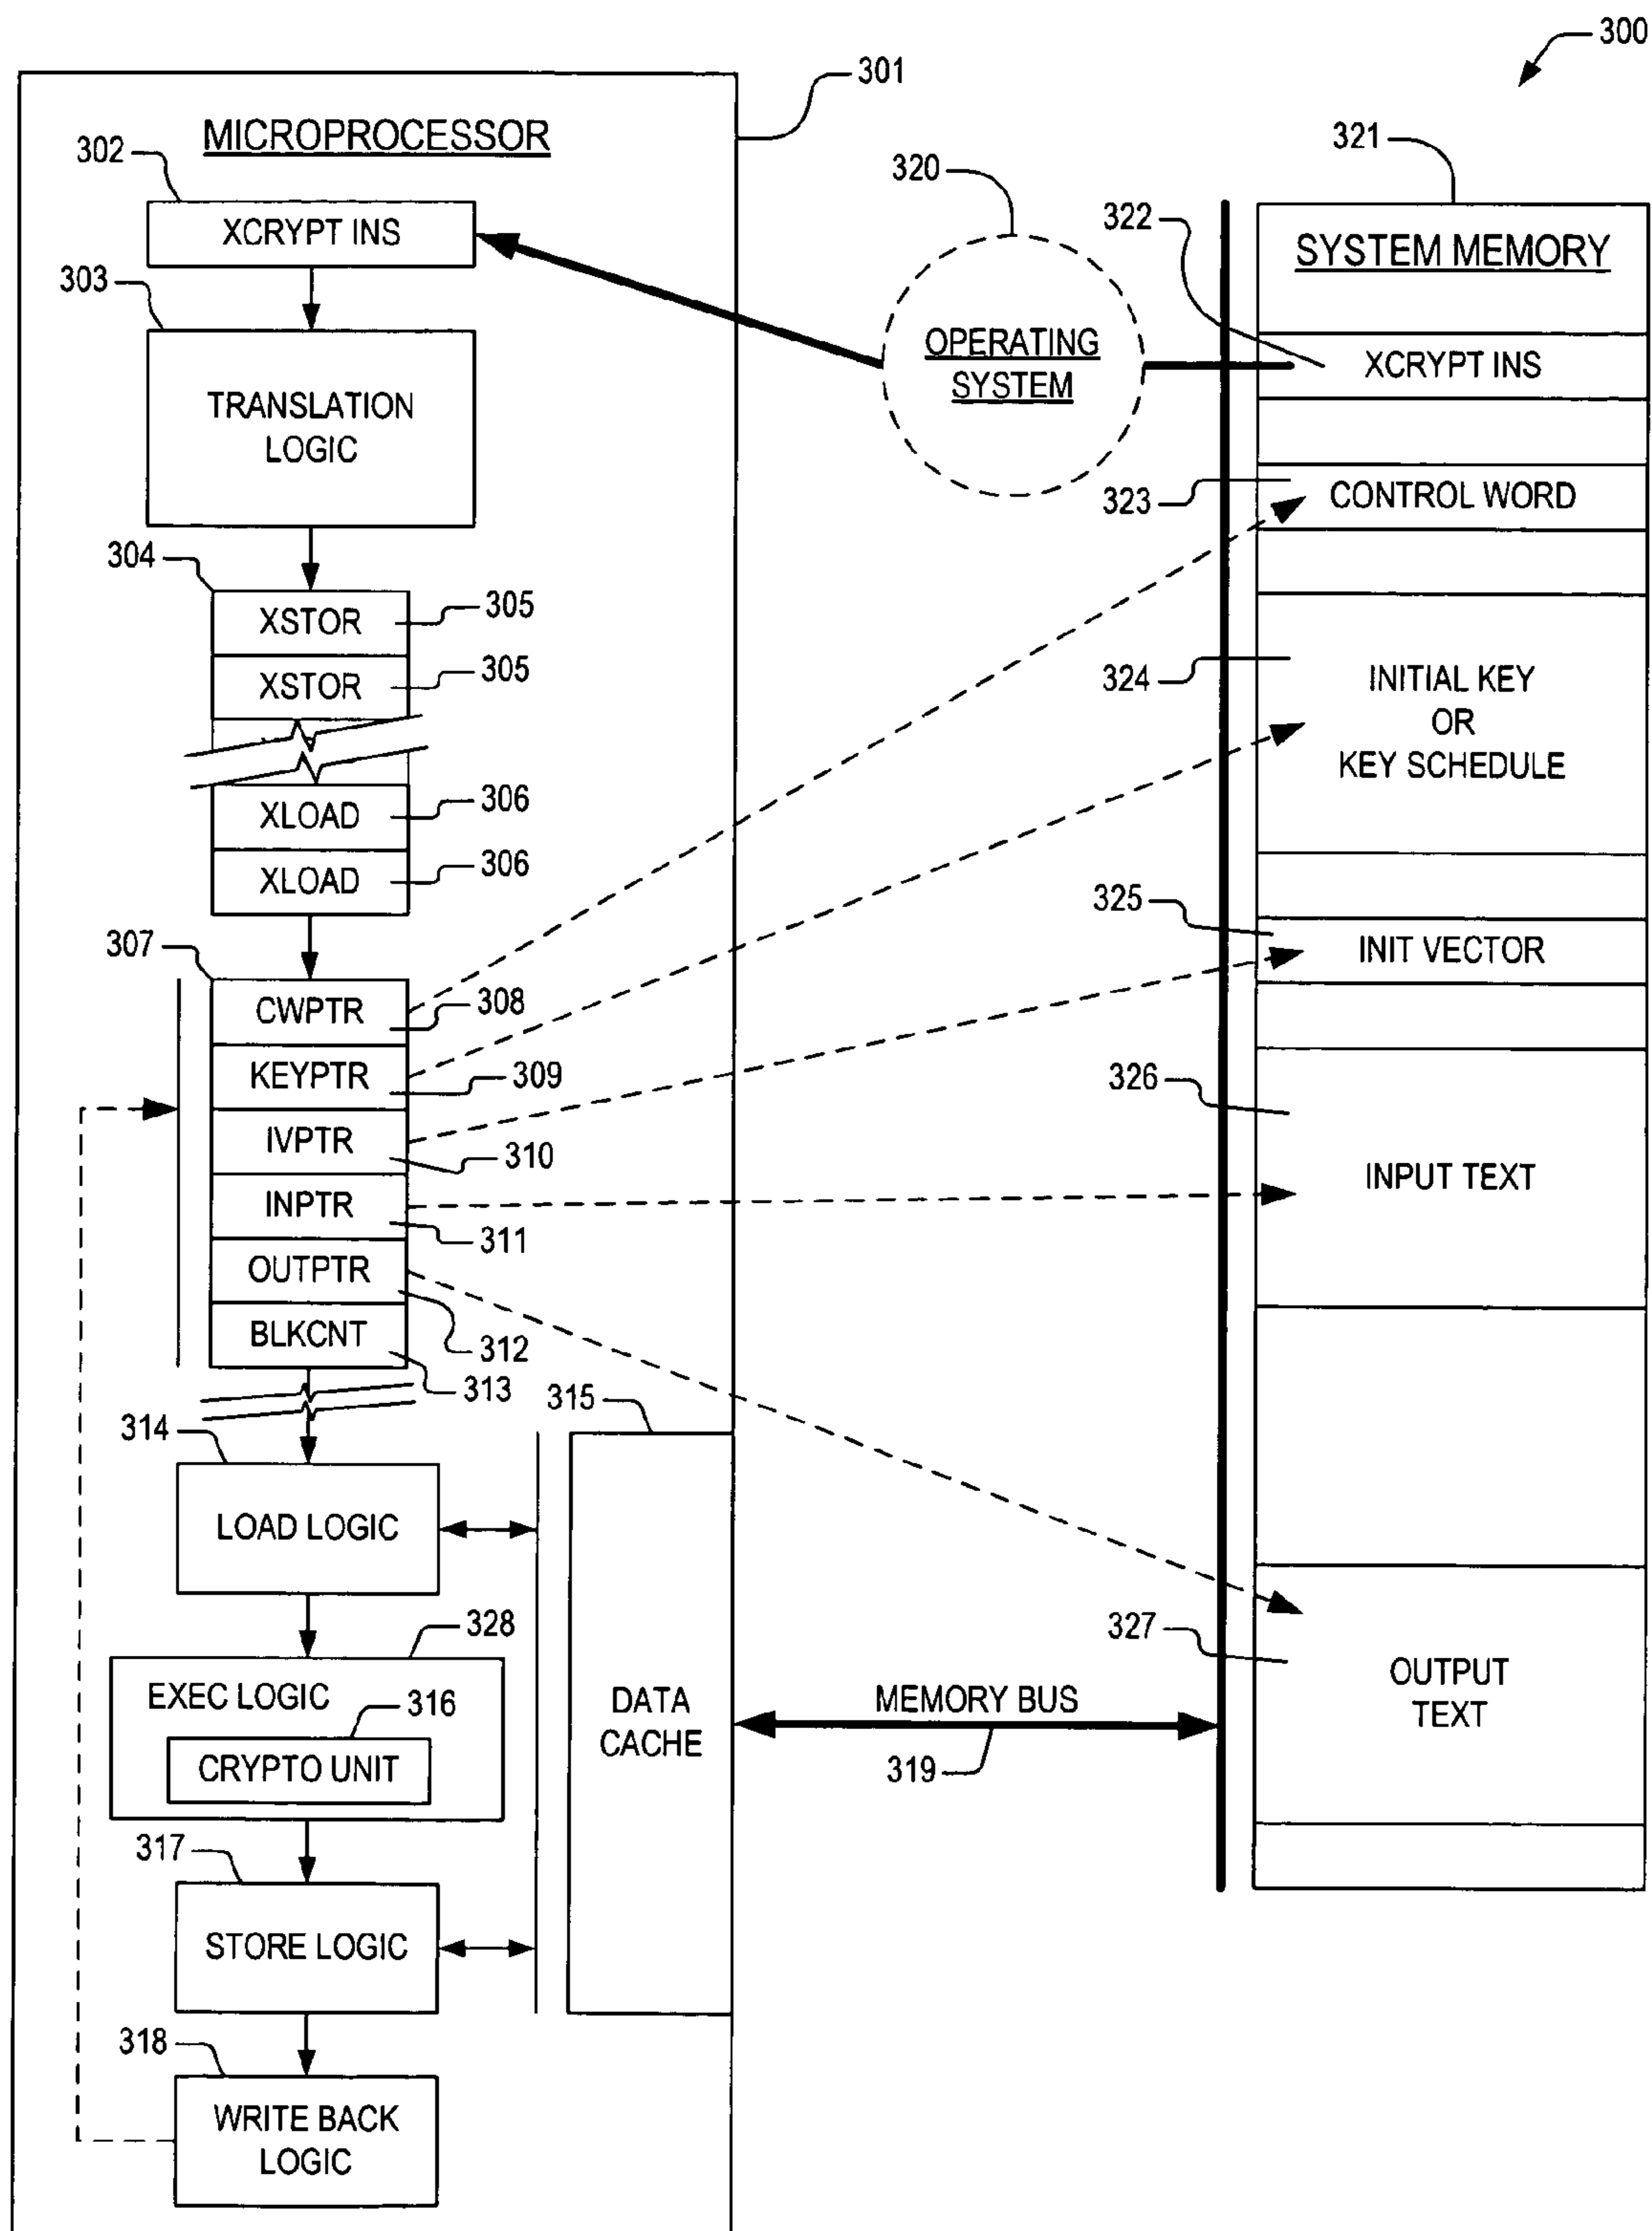 300
301
MICROPROCESSOR
302
XCRYPT INS
303
TRANSLATION
LOGIC
304
XSTOR
305
XSTOR
305
XLOAD
306
XLOAD
306
307
CWPTR
308
KEYPTR
309
IVPTR
310
INPTR
311
OUTPTR
312
BLKCNT
313
314
LOAD LOGIC
328
EXEC LOGIC
316
CRYPTO UNIT
317
STORE LOGIC
318
WRITE BACK
LOGIC
315
DATA
CACHE
MEMORY BUS
319
320
OPERATING
SYSTEM
321
SYSTEM MEMORY
322
XCRYPT INS
323
CONTROL WORD
324
INITIAL KEY
OR
KEY SCHEDULE
325
INIT VECTOR
326
INPUT TEXT
327
OUTPUT
TEXT